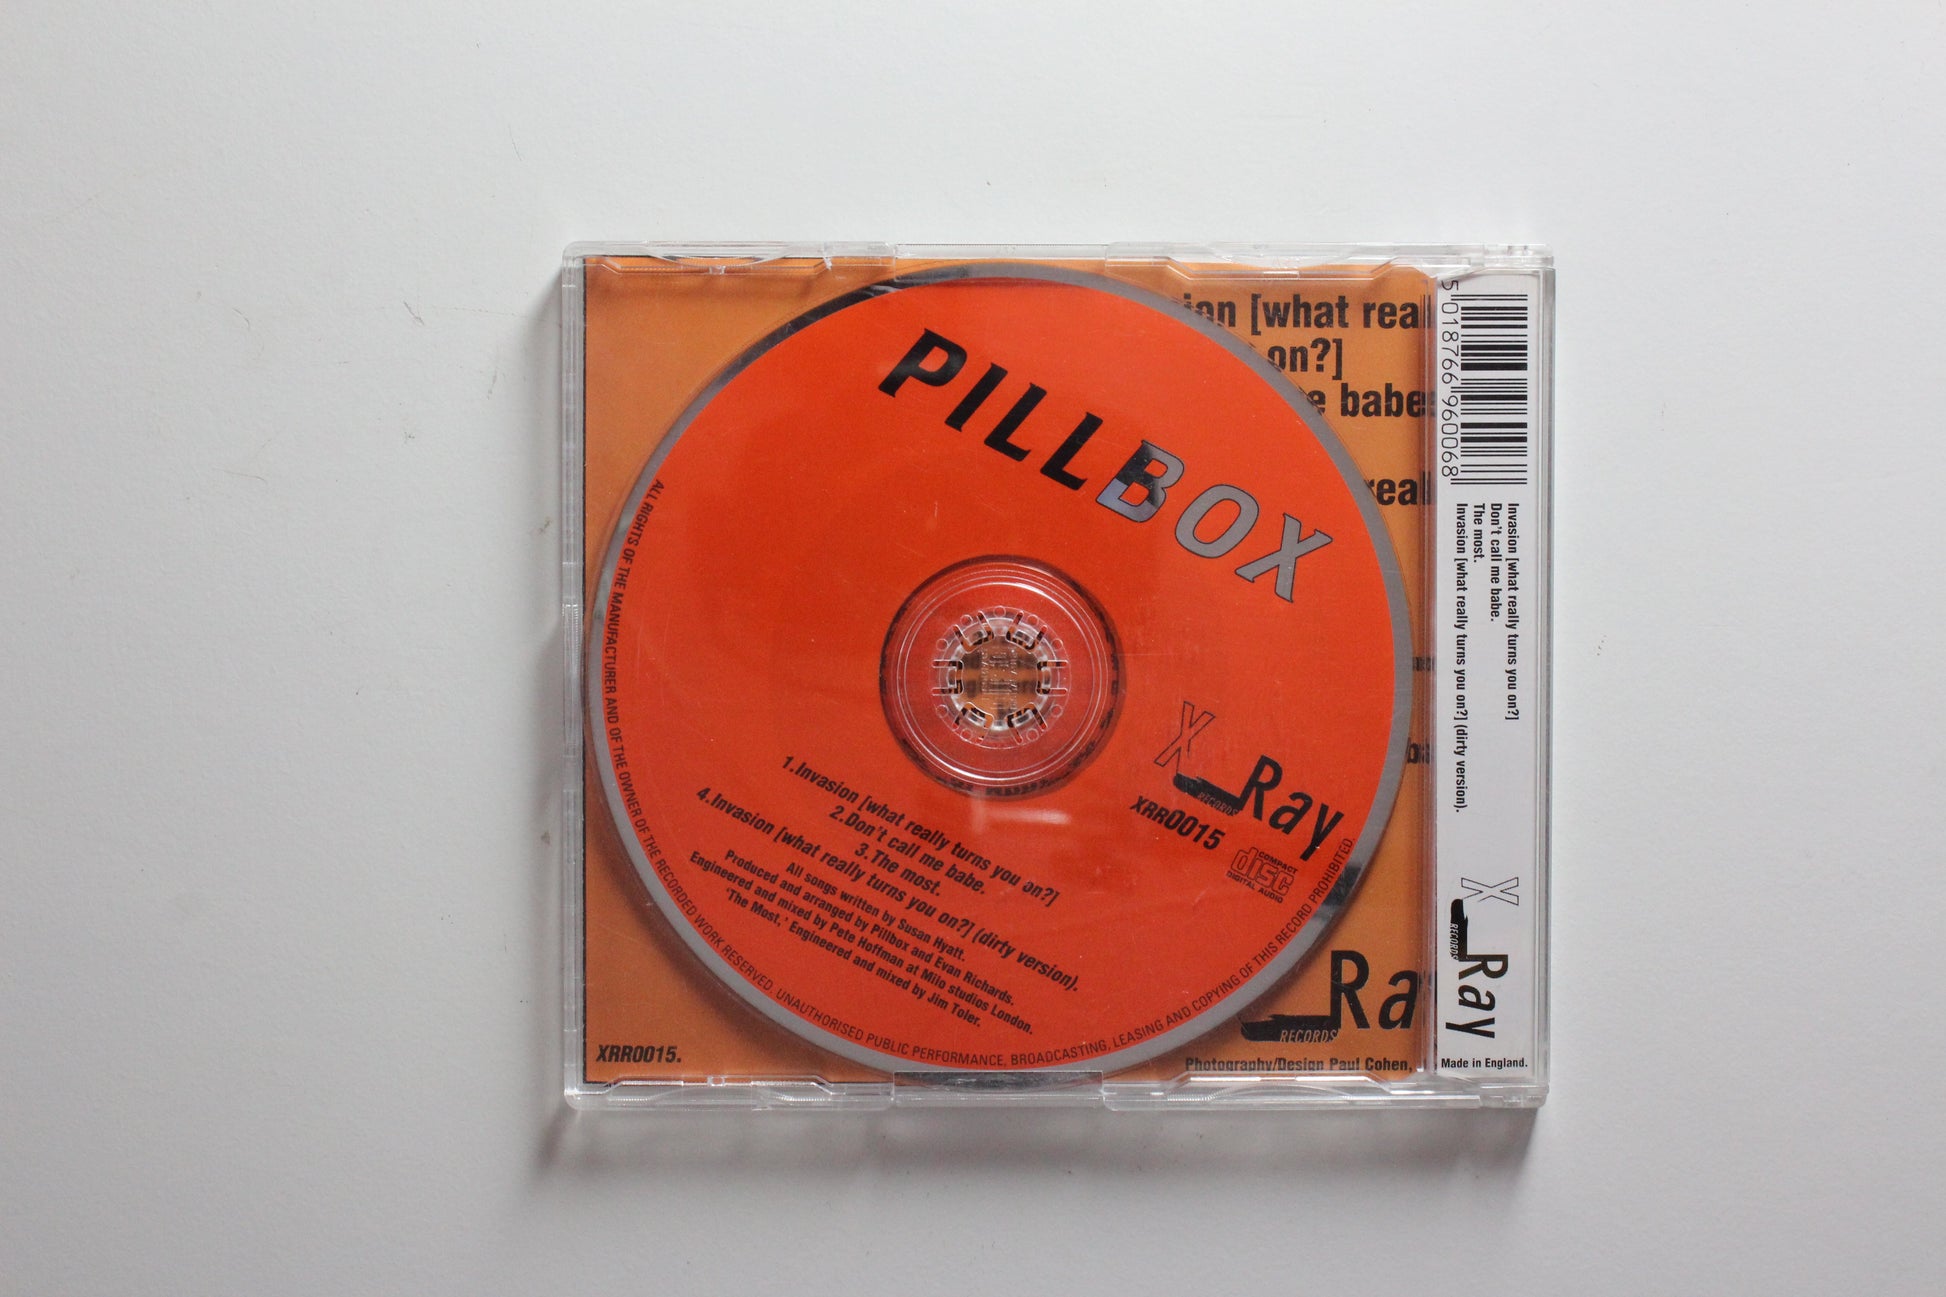 PILLBOX
X Ray
RECORDS
XRR0015
COMPACT
disc
DIGITAL AUDIO
1.Invasion [what really turns you on?]
2.Don't call me babe.
3.The most.
4.Invasion [what really turns you on?] (dirty version).
All songs written by Susan Hyatt.
Produced and arranged by Pillbox and Evan Richards.
Engineered and mixed by Pete Hoffman at Milo studios London.
'The Most,' Engineered and mixed by Jim Toler.
ALL RIGHTS OF THE MANUFACTURER AND OF THE OWNER OF THE RECORDED WORK RESERVED. UNAUTHORISED PUBLIC PERFORMANCE, BROADCASTING, LEASING AND COPYING OF THIS RECORD PROHIBITED.
[what real
on?]
babe
real
Ra
RECORDS
XRR0015.
Photography/Design Paul Cohen,
5 018766 960068
Invasion [what really turns you on?]
Don't call me babe.
The most.
Invasion [what really turns you on?] (dirty version).
X Ray
RECORDS
Made in England.